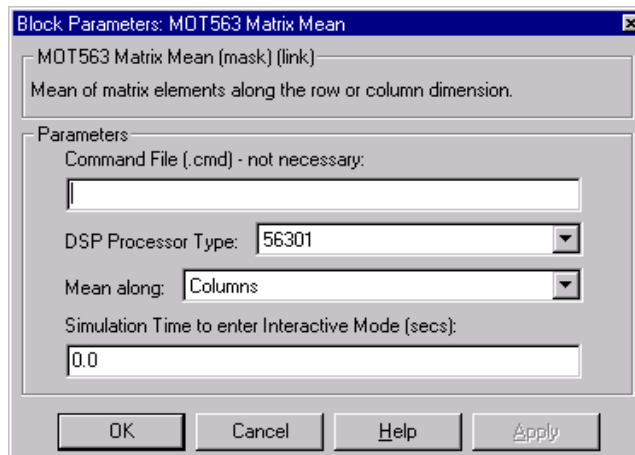 Block Parameters: MOT563 Matrix Mean
MOT563 Matrix Mean (mask) (link)
Mean of matrix elements along the row or column dimension.
Parameters
Command File (.cmd) - not necessary:
DSP Processor Type: 56301
Mean along: Columns
Simulation Time to enter Interactive Mode (secs):
0.0
OK Cancel Help Apply